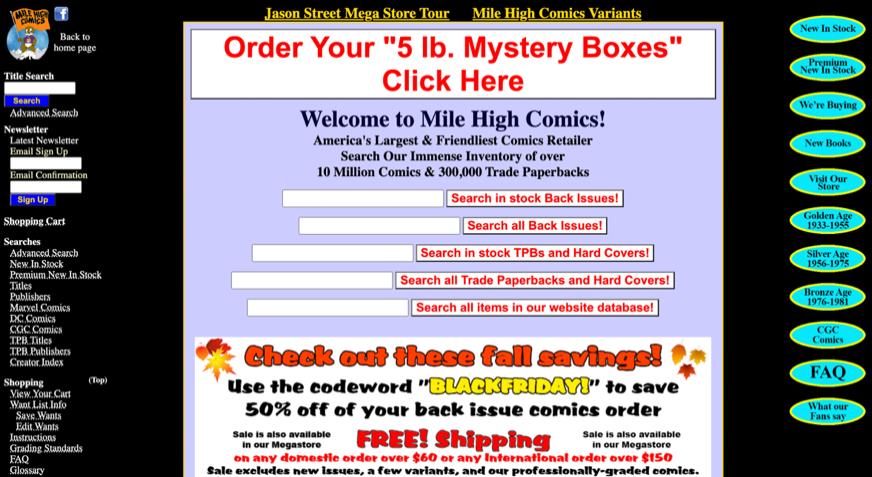 MILE HIGH COMICS
f
Back to
home page
Title Search
Search
Advanced Search
Newsletter
Latest Newsletter
Email Sign Up
Email Confirmation
Sign Up
Shopping Cart
Searches
Advanced Search
New In Stock
Premium New In Stock
Titles
Publishers
Marvel Comics
DC Comics
CGC Comics
TPB Titles
TPB Publishers
Creator Index
Shopping (Top)
View Your Cart
Want List Info
Save Wants
Edit Wants
Instructions
Grading Standards
FAQ
Glossary
Jason Street Mega Store Tour Mile High Comics Variants
Order Your "5 lb. Mystery Boxes"
Click Here
Welcome to Mile High Comics!
America's Largest & Friendliest Comics Retailer
Search Our Immense Inventory of over
10 Million Comics & 300,000 Trade Paperbacks
Search in stock Back Issues!
Search all Back Issues!
Search in stock TPBs and Hard Covers!
Search all Trade Paperbacks and Hard Covers!
Search all items in our website database!
Check out these fall savings!
Use the codeword "BLACKFRIDAY!" to save
50% off of your back issue comics order
Sale is also available
in our Megastore
FREE! Shipping
Sale is also available
in our Megastore
on any domestic order over $60 or any International order over $150
Sale excludes new issues, a few variants, and our professionally-graded comics.
New In Stock
Premium
New In Stock
We're Buying
New Books
Visit Our
Store
Golden Age
1933-1955
Silver Age
1956-1975
Bronze Age
1976-1981
CGC
Comics
FAQ
What our
Fans say